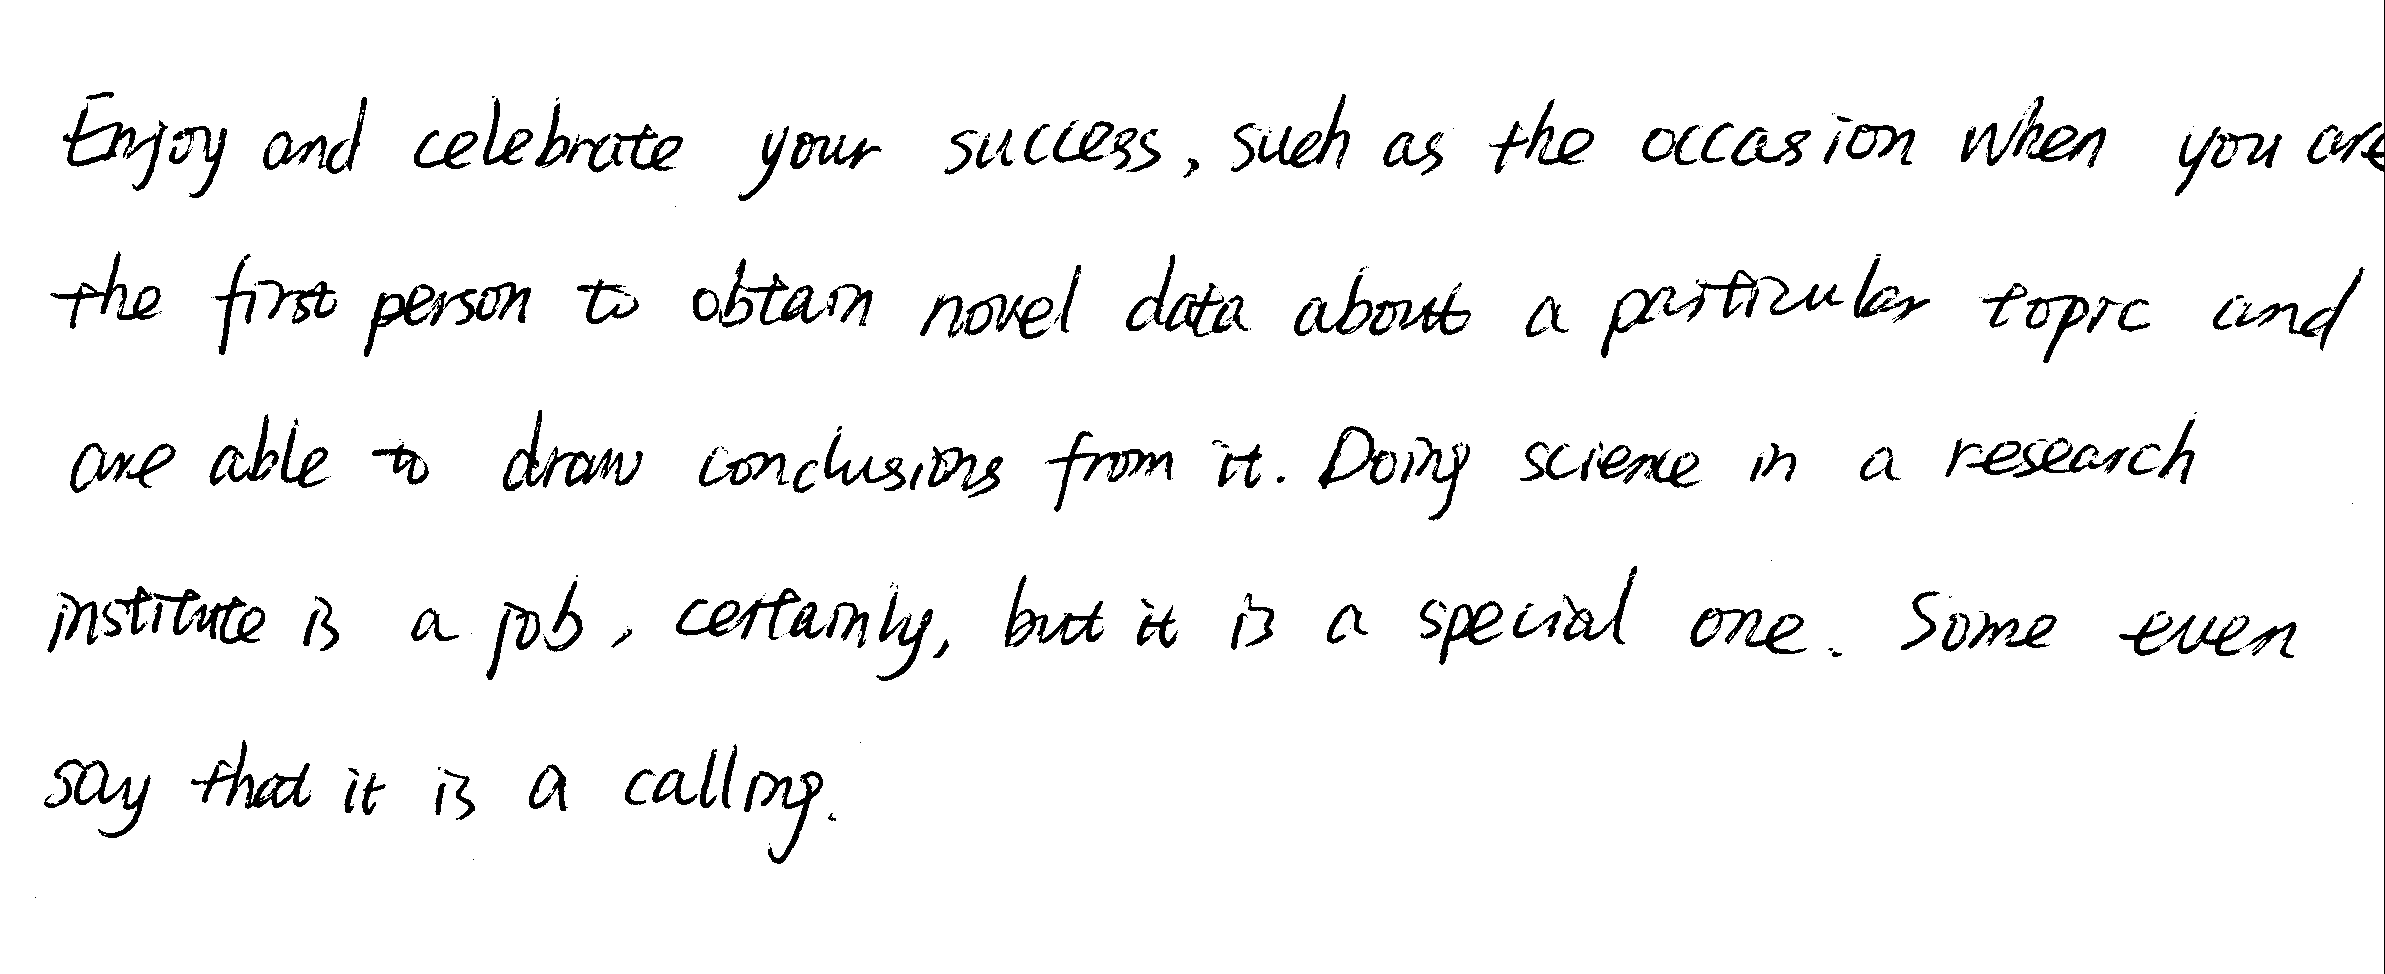 Enjoy and celebrate your success, such as the occasion when you are
the first person to obtain novel data about a particular topic and
are able to draw conclusions from it. Doing science in a research
institute is a job, certainly, but it is a special one. Some even
say that it is a calling.